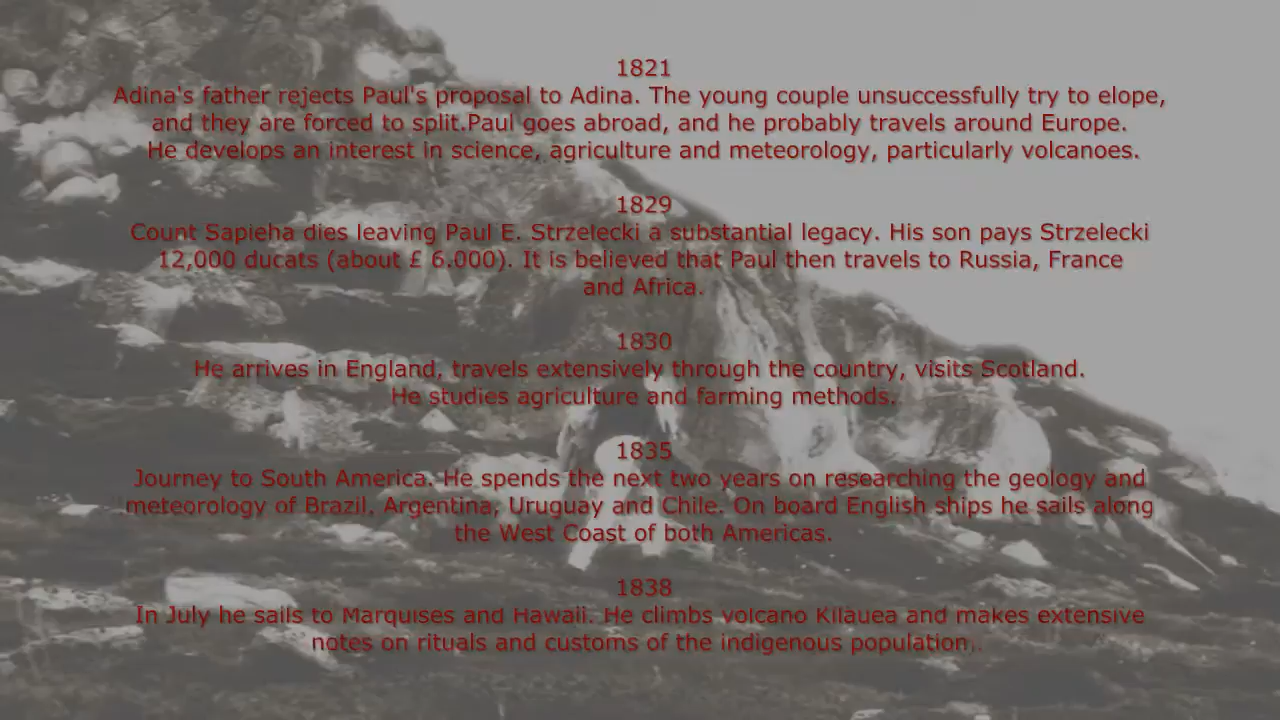 1821
Adina's father rejects Paul's proposal to Adina. The young couple unsuccessfully try to elope,
and they are forced to split.Paul goes abroad, and he probably travels around Europe.
He develops an interest in science, agriculture and meteorology, particularly volcanoes.
1829
Count Sapieha dies leaving Paul E. Strzelecki a substantial legacy. His son pays Strzelecki
12,000 ducats (about £ 6.000). It is believed that Paul then travels to Russia, France
and Africa.
1830
He arrives in England, travels extensively through the country, visits Scotland.
He studies agriculture and farming methods.
1835
Journey to South America. He spends the next two years on researching the geology and
meteorology of Brazil, Argentina, Uruguay and Chile. On board English ships he sails along
the West Coast of both Americas.
1838
In July he sails to Marquises and Hawaii. He climbs volcano Kilauea and makes extensive
notes on rituals and customs of the indigenous population..